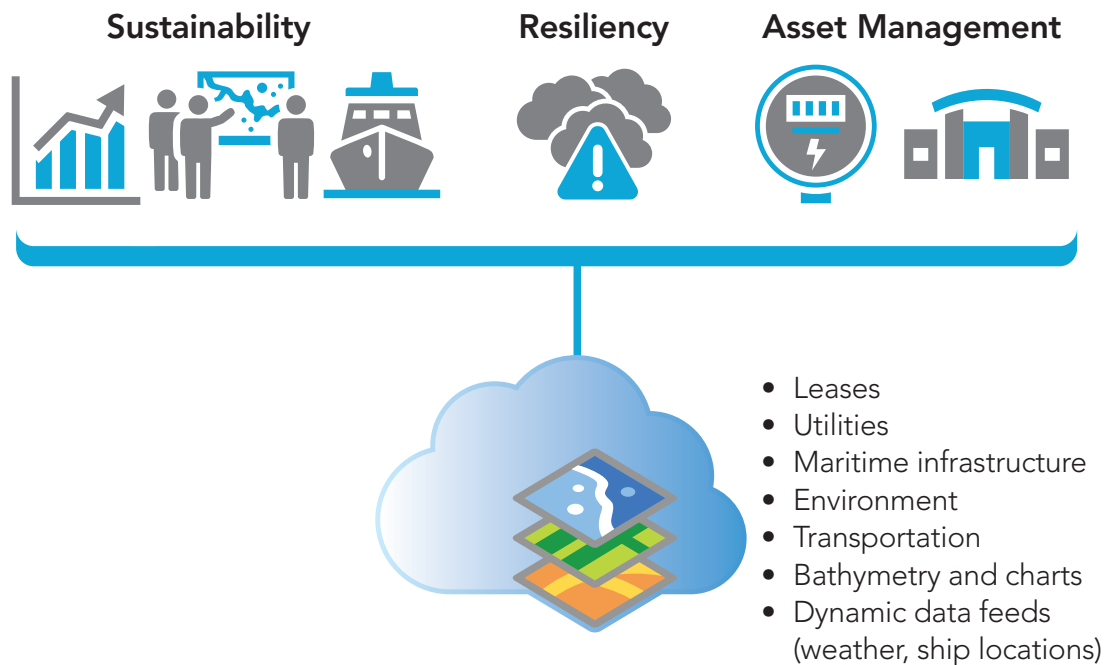 Sustainability
Resiliency
Asset Management
• Leases
• Utilities
• Maritime infrastructure
• Environment
• Transportation
• Bathymetry and charts
• Dynamic data feeds
(weather, ship locations)